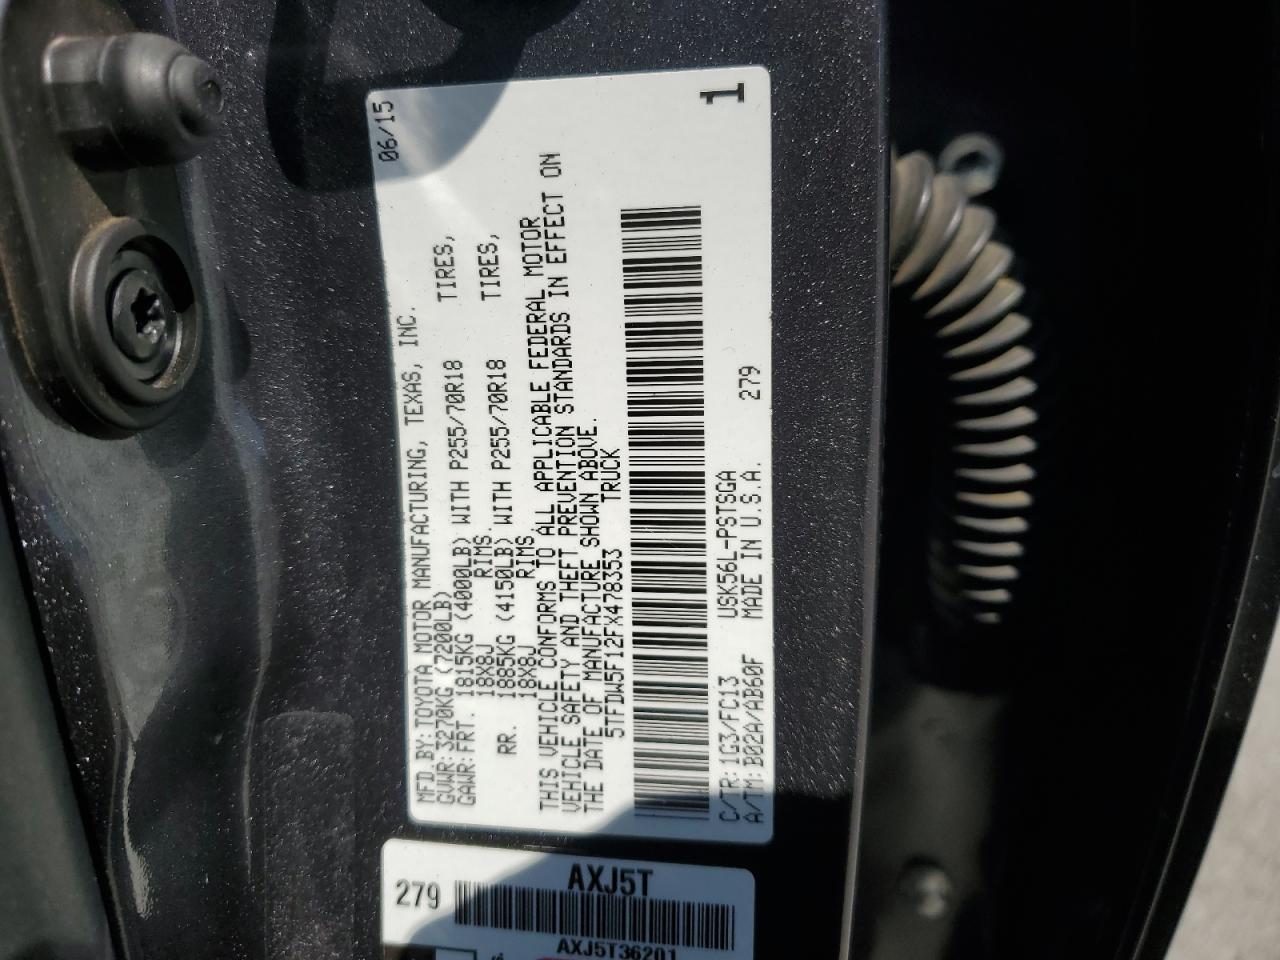 MFD.BY:TOYOTA MOTOR MANUFACTURING, TEXAS, INC. 06/15
GVWR:3270KG(7200LB)
GAWR:FRT. 1815KG (4000LB) WITH P255/70R18 TIRES,
18X8J RIMS.
RR. 1885KG (4150LB) WITH P255/70R18 TIRES,
18X8J RIMS.
THIS VEHICLE CONFORMS TO ALL APPLICABLE FEDERAL MOTOR
VEHICLE SAFETY AND THEFT PREVENTION STANDARDS IN EFFECT ON
THE DATE OF MANUFACTURE SHOWN ABOVE.
5TFDW5F12FX478353 TRUCK
C/TR:1G3/FC13 USK56L-PSTSGA
A/TM:B02A/AB60F MADE IN U.S.A. 279
1
279
AXJ5T
AXJ5T36201